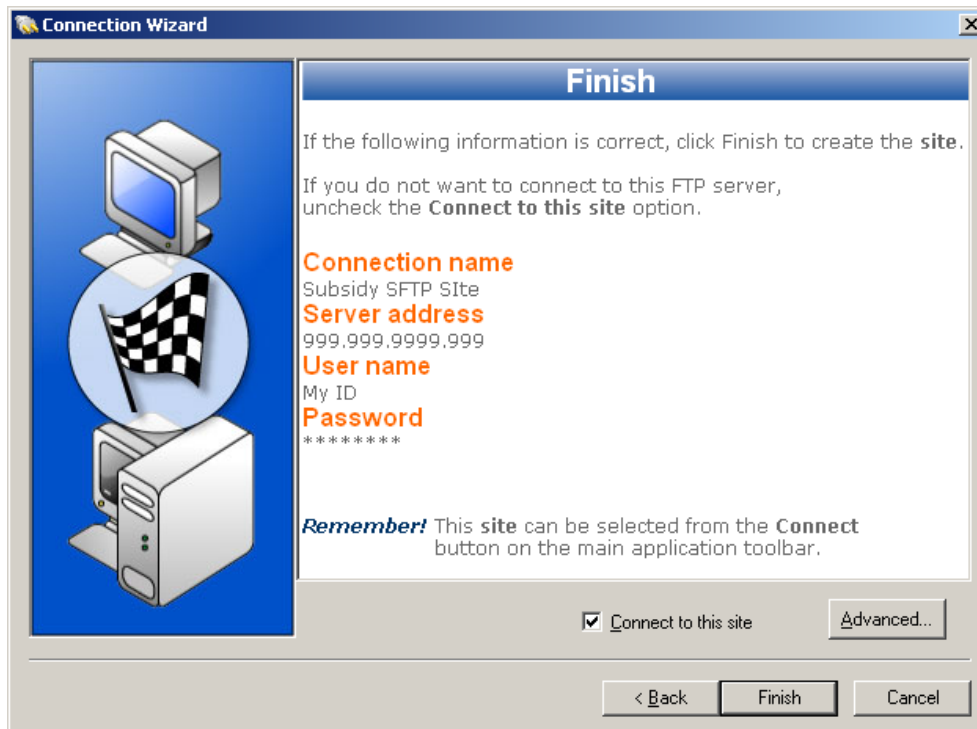 Connection Wizard
Finish
If the following information is correct, click Finish to create the site.
If you do not want to connect to this FTP server,
uncheck the Connect to this site option.
Connection name
Subsidy SFTP SIte
Server address
999.999.9999.999
User name
My ID
Password
********
Remember! This site can be selected from the Connect
button on the main application toolbar.
Connect to this site
Advanced...
< Back
Finish
Cancel